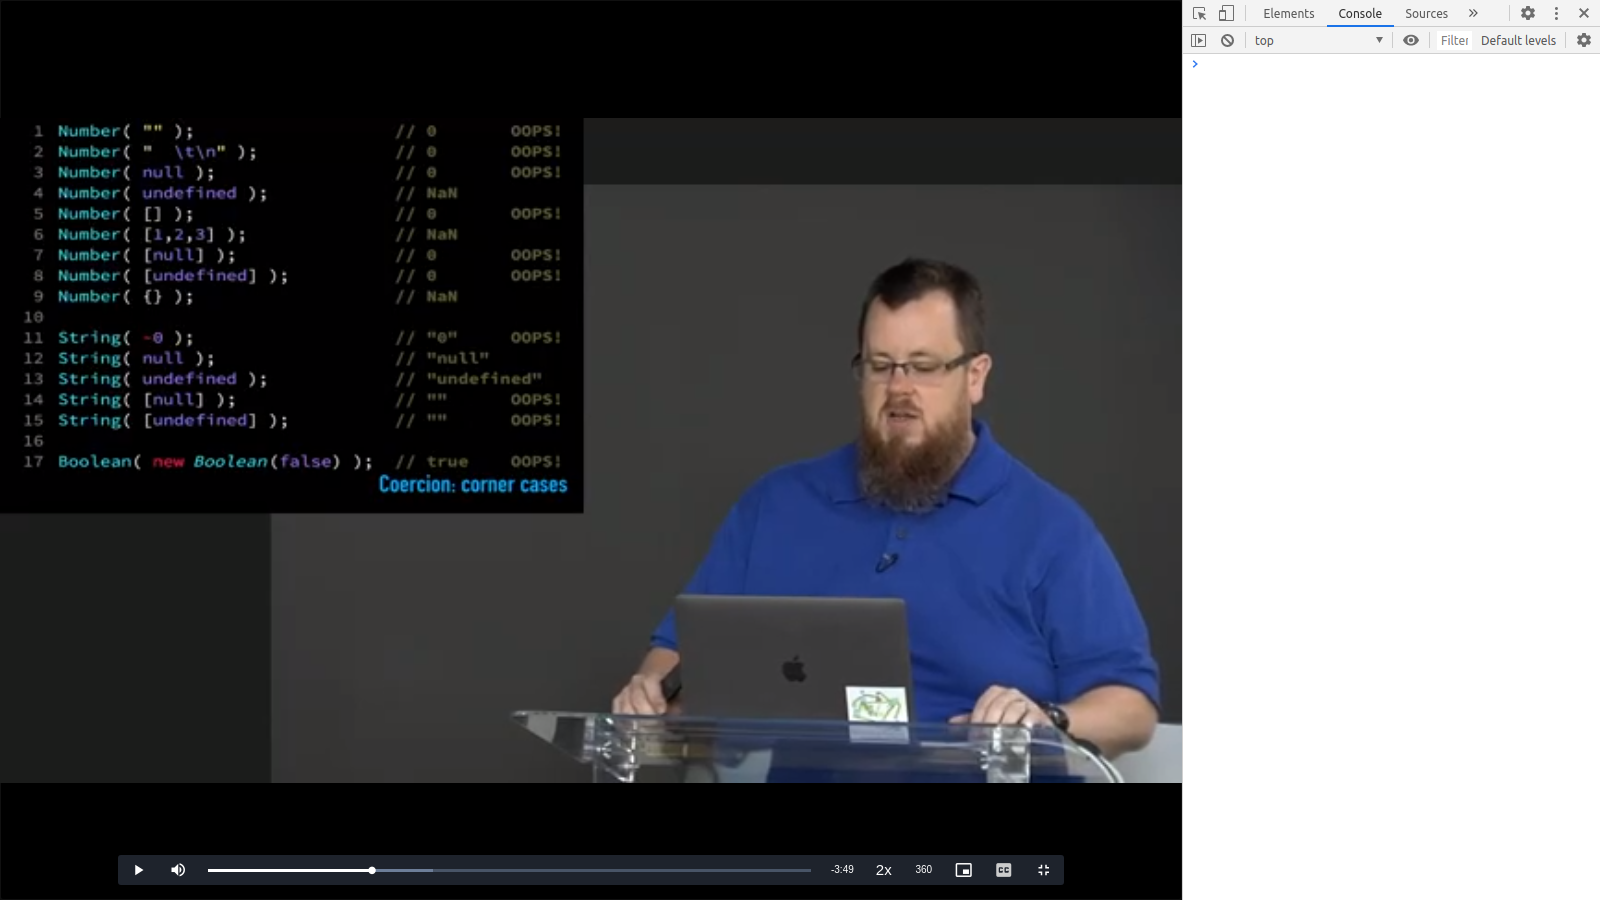 Elements Console Sources »
top ▼ Filter Default levels
›
1 Number( "" ); // 0 OOPS!
2 Number( "  \t\n" ); // 0 OOPS!
3 Number( null ); // 0 OOPS!
4 Number( undefined ); // NaN
5 Number( [] ); // 0 OOPS!
6 Number( [1,2,3] ); // NaN
7 Number( [null] ); // 0 OOPS!
8 Number( [undefined] ); // 0 OOPS!
9 Number( {} ); // NaN
10
11 String( -0 ); // "0" OOPS!
12 String( null ); // "null"
13 String( undefined ); // "undefined"
14 String( [null] ); // "" OOPS!
15 String( [undefined] ); // "" OOPS!
16
17 Boolean( new Boolean(false) ); // true OOPS!
Coercion: corner cases
-3:49 2x 360 CC